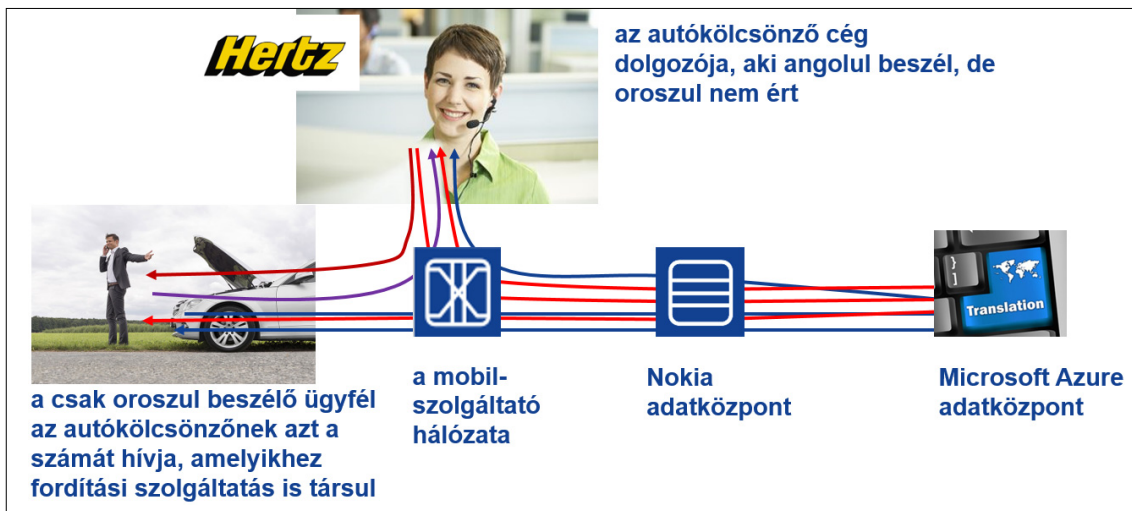 Hertz
az autókölcsönző cég
dolgozója, aki angolul beszél, de
oroszul nem ért
Translation
a csak oroszul beszélő ügyfél
az autókölcsönzőnek azt a
számát hívja, amelyikhez
fordítási szolgáltatás is társul
a mobil-
szolgáltató
hálózata
Nokia
adatközpont
Microsoft Azure
adatközpont